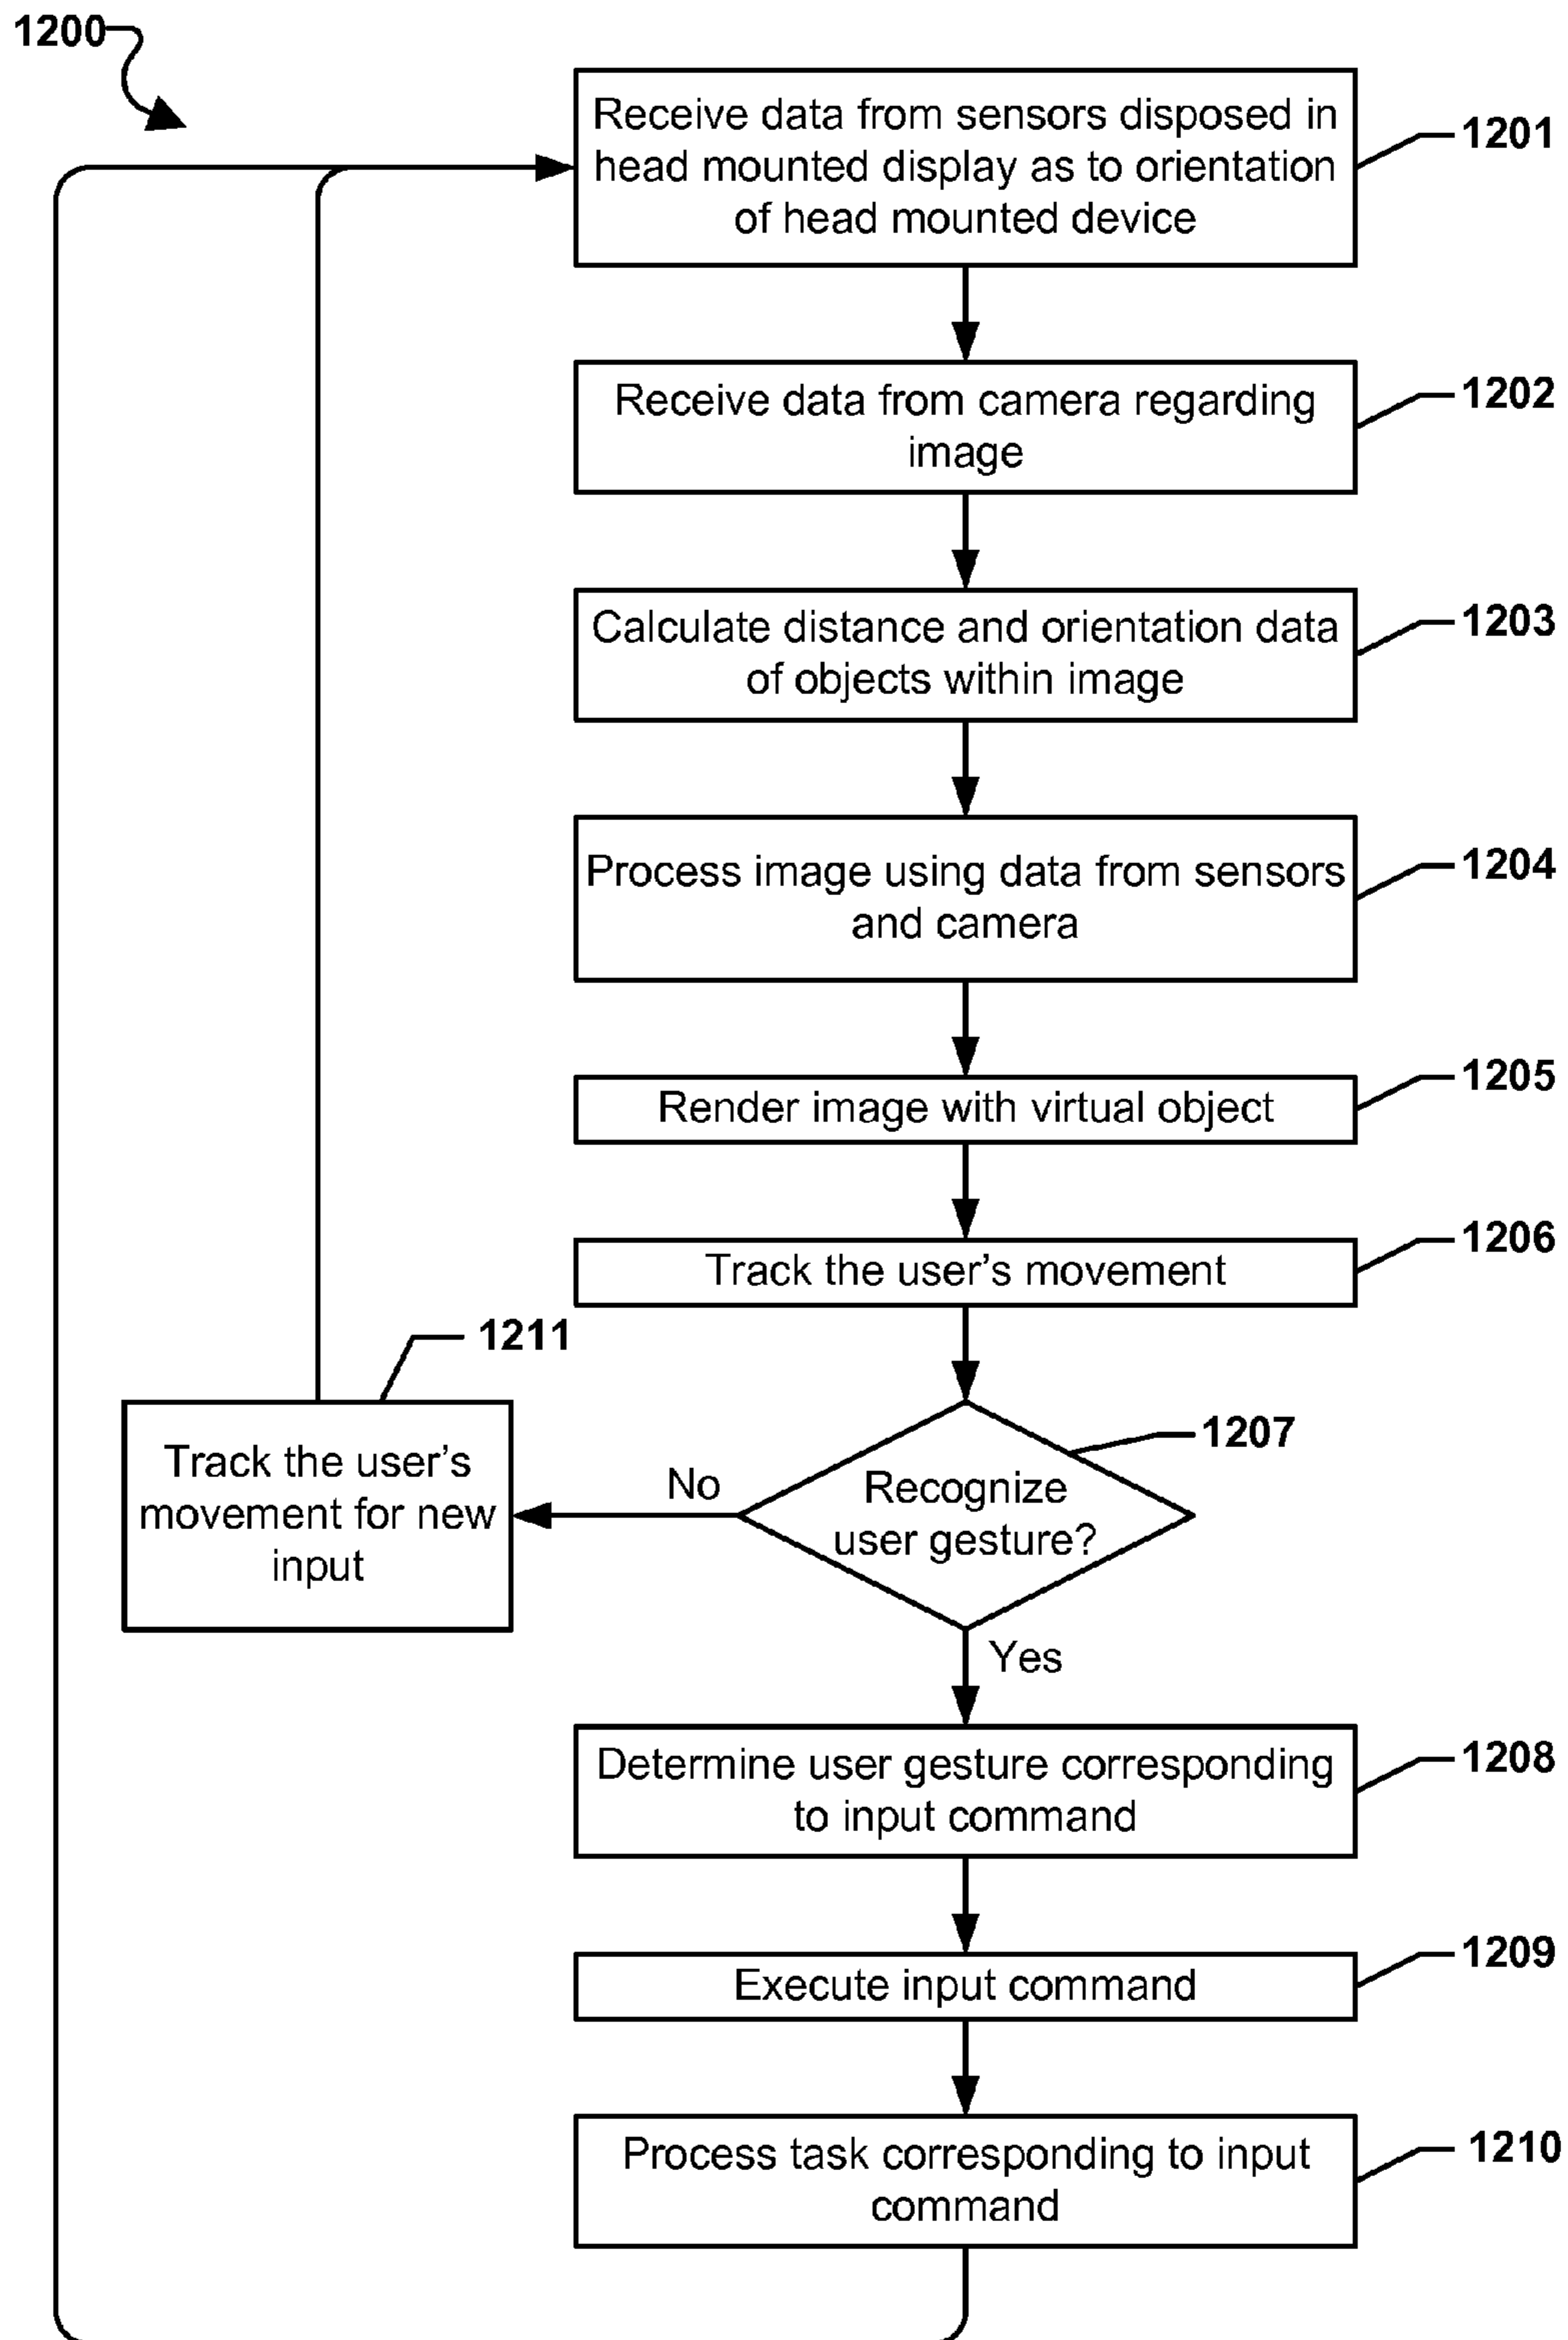 1200
Receive data from sensors disposed in
head mounted display as to orientation
of head mounted device
1201
Receive data from camera regarding
image
1202
Calculate distance and orientation data
of objects within image
1203
Process image using data from sensors
and camera
1204
Render image with virtual object
1205
Track the user's movement
1206
1211
Track the user's
movement for new
input
No
Recognize
user gesture?
1207
Yes
Determine user gesture corresponding
to input command
1208
Execute input command
1209
Process task corresponding to input
command
1210